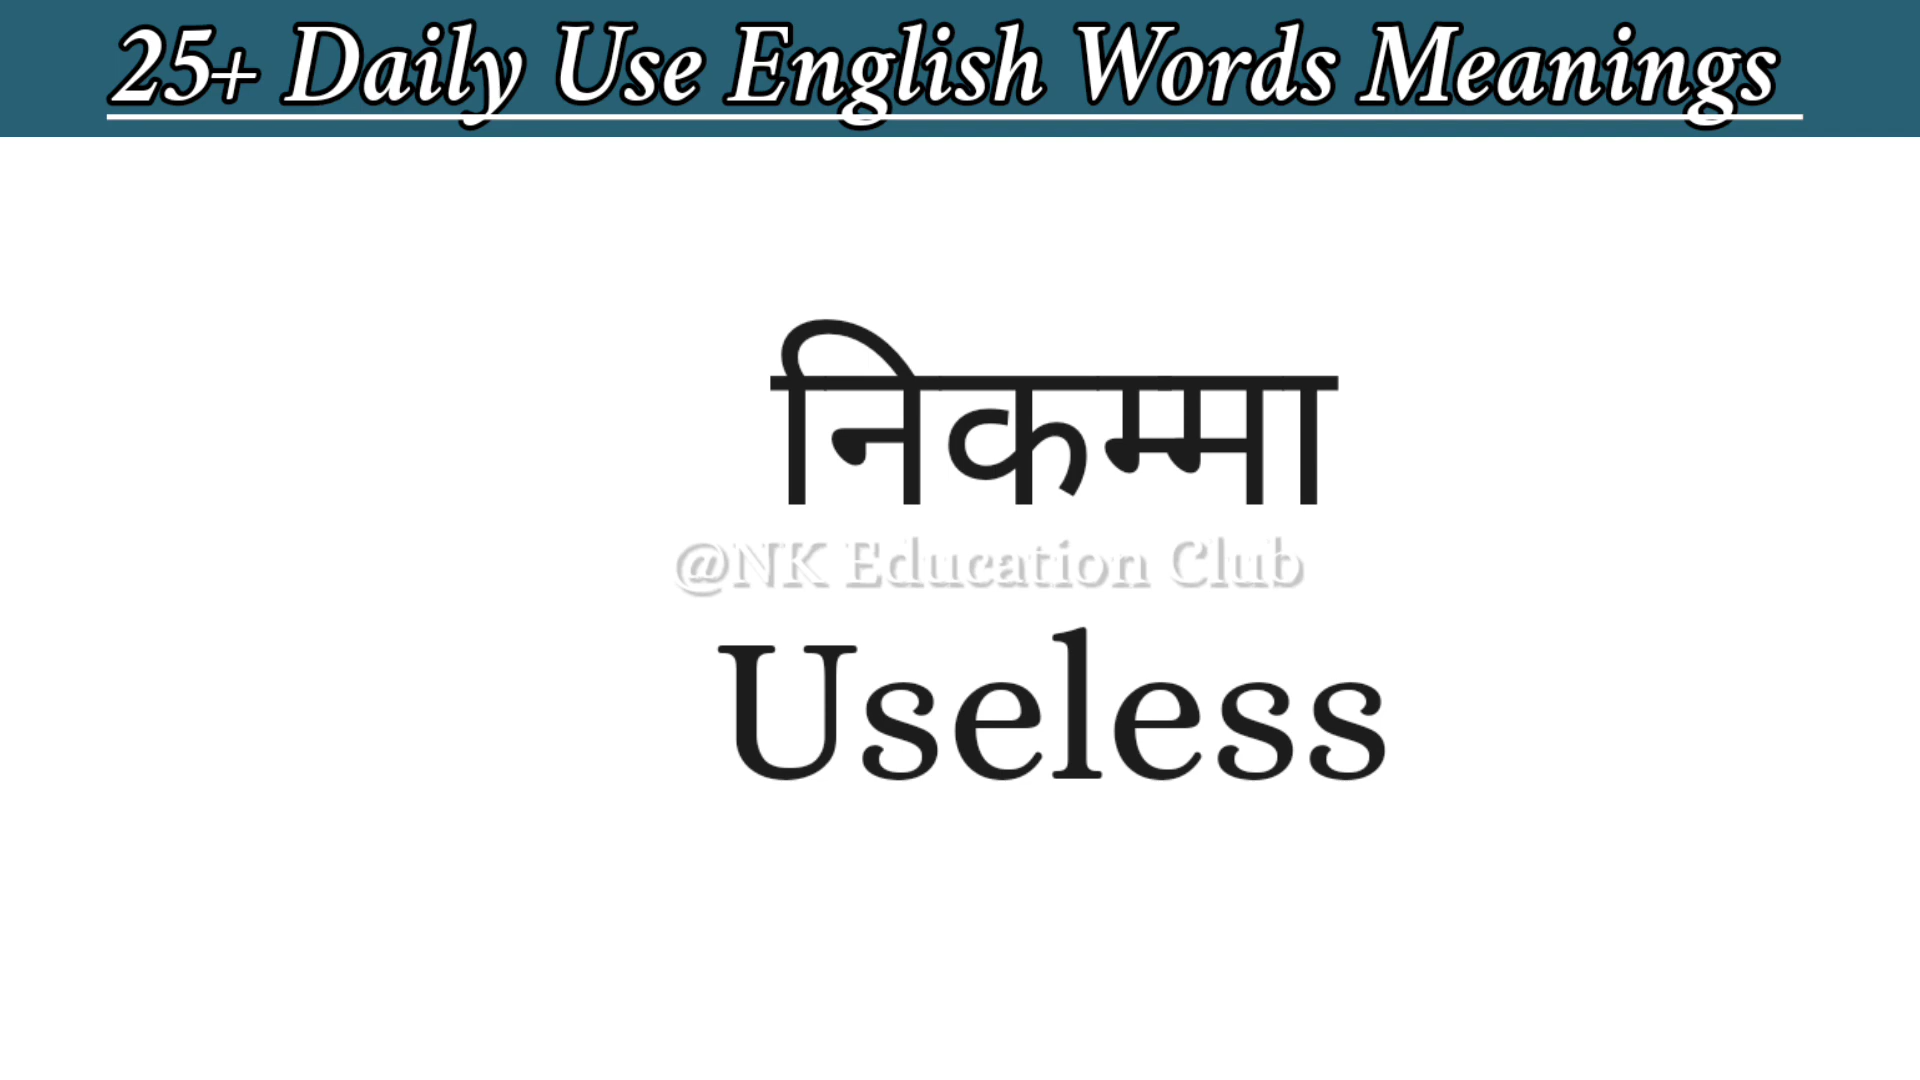 25+ Daily Use English Words Meanings
निकम्मा
@NK Education Club
Useless